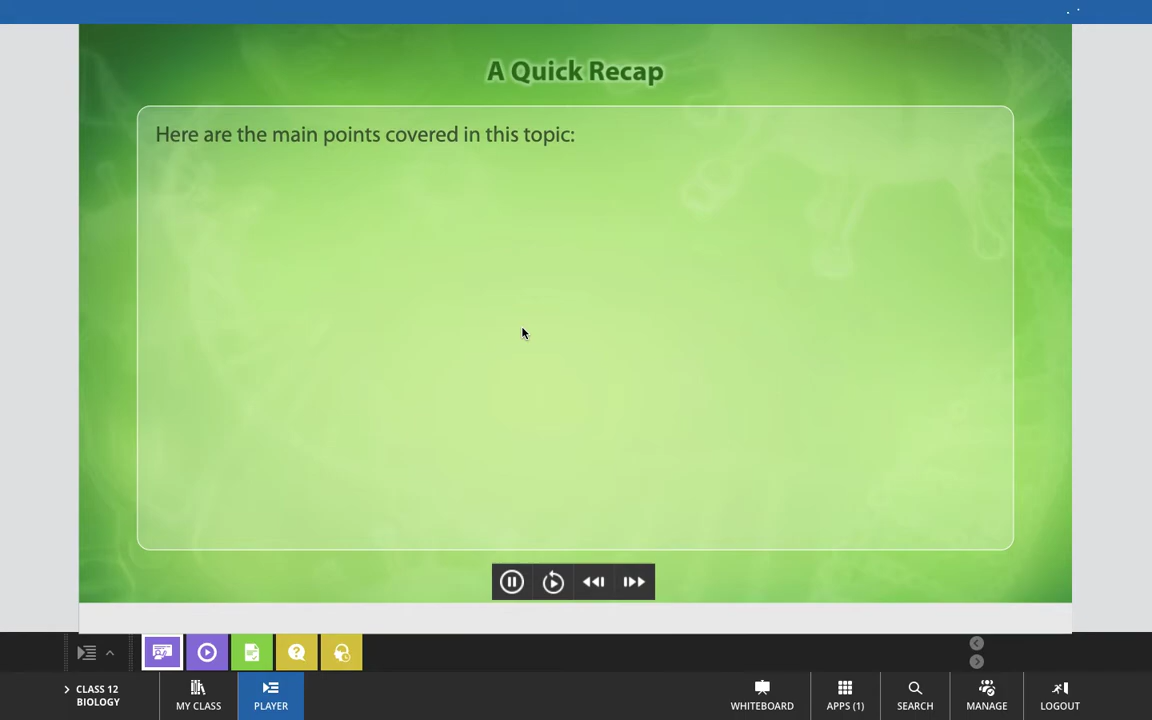 A Quick Recap
Here are the main points covered in this topic:
CLASS 12
BIOLOGY
MY CLASS
PLAYER
WHITEBOARD
APPS (1)
SEARCH
MANAGE
LOGOUT